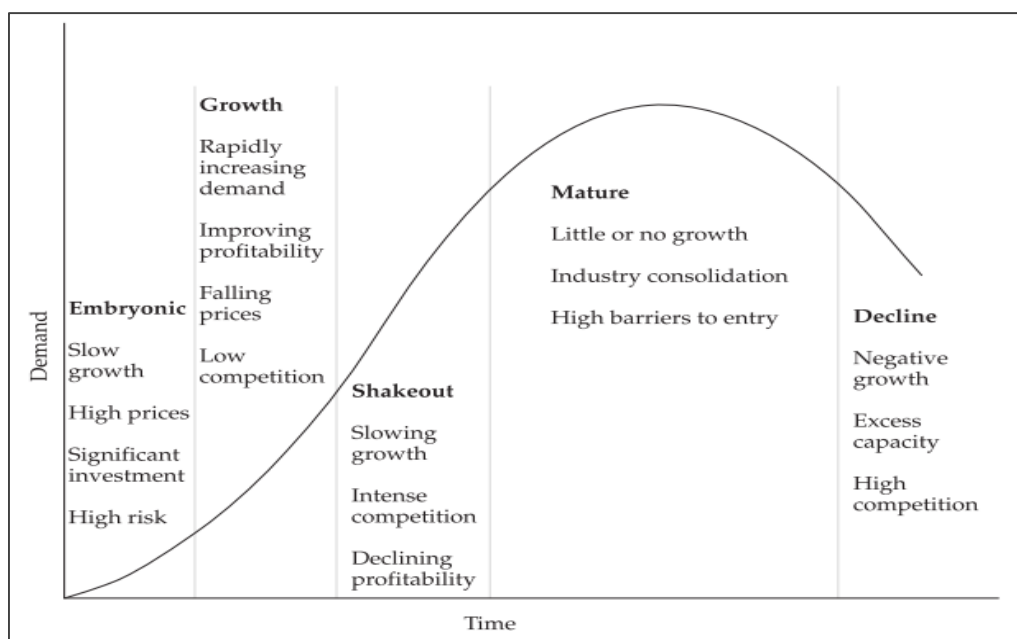 Growth
Rapidly
increasing
demand
Improving
profitability
Falling
prices
Low
competition
Embryonic
Slow
growth
High prices
Significant
investment
High risk
Shakeout
Slowing
growth
Intense
competition
Declining
profitability
Mature
Little or no growth
Industry consolidation
High barriers to entry
Decline
Negative
growth
Excess
capacity
High
competition
Demand
Time